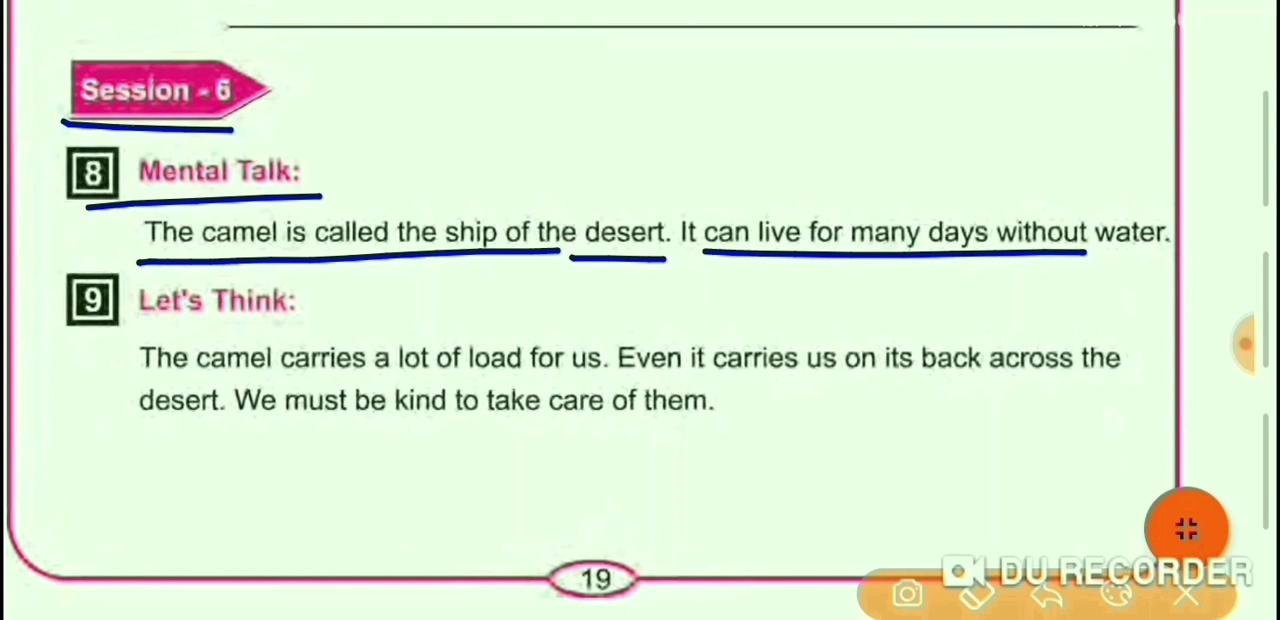 Session - 6
8 Mental Talk:
The camel is called the ship of the desert. It can live for many days without water.
9 Let's Think:
The camel carries a lot of load for us. Even it carries us on its back across the
desert. We must be kind to take care of them.
DU RECORDER
19